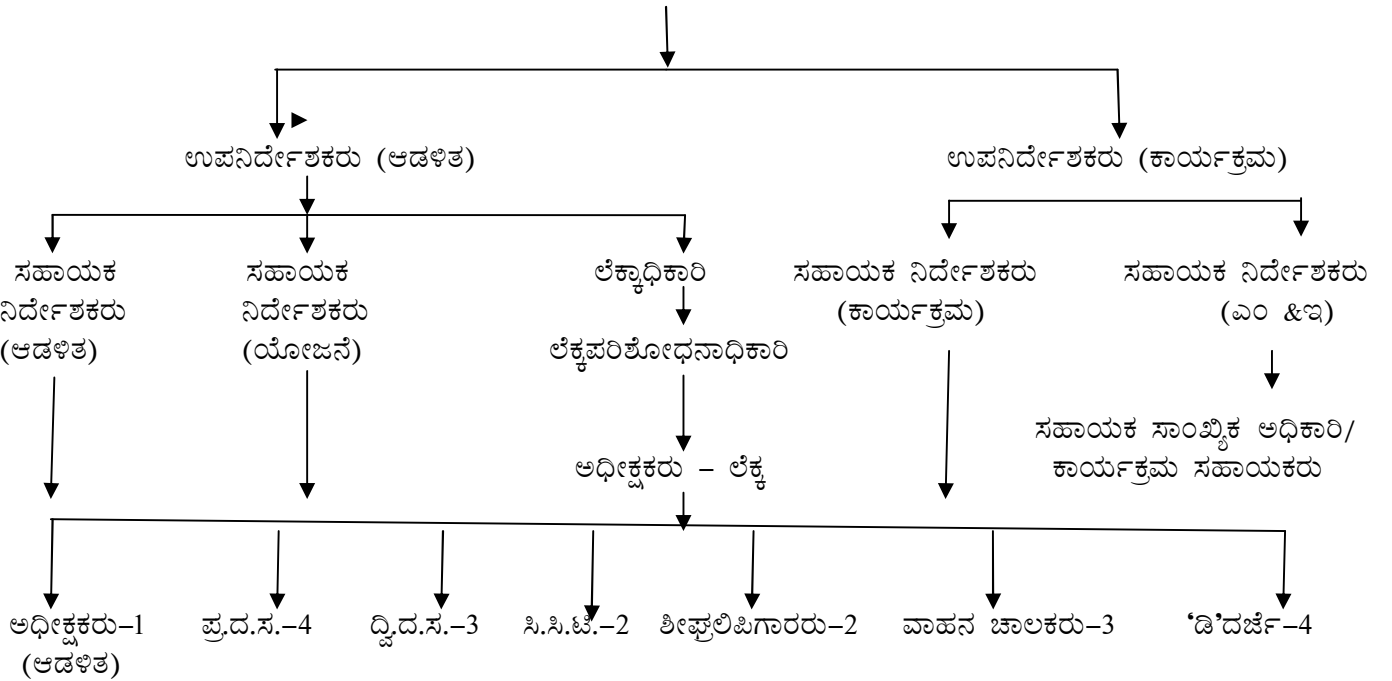 ಉಪನಿರ್ದೇಶಕರು (ಆಡಳಿತ)
ಉಪನಿರ್ದೇಶಕರು (ಕಾರ್ಯಕ್ರಮ)
ಸಹಾಯಕ
ನಿರ್ದೇಶಕರು
(ಆಡಳಿತ)
ಸಹಾಯಕ
ನಿರ್ದೇಶಕರು
(ಯೋಜನೆ)
ಲೆಕ್ಕಾಧಿಕಾರಿ
ಲೆಕ್ಕಪರಿಶೋಧನಾಧಿಕಾರಿ
ಅಧೀಕ್ಷಕರು – ಲೆಕ್ಕ
ಸಹಾಯಕ ನಿರ್ದೇಶಕರು
(ಕಾರ್ಯಕ್ರಮ)
ಸಹಾಯಕ ನಿರ್ದೇಶಕರು
(ಎಂ &ಇ)
ಸಹಾಯಕ ಸಾಂಖ್ಯಿಕ ಅಧಿಕಾರಿ/
ಕಾರ್ಯಕ್ರಮ ಸಹಾಯಕರು
ಅಧೀಕ್ಷಕರು–1
(ಆಡಳಿತ)
ಪ್ರ.ದ.ಸ.–4
ದ್ವಿ.ದ.ಸ.–3
ಸಿ.ಸಿ.ಟಿ.–2
ಶೀಘ್ರಲಿಪಿಗಾರರು–2
ವಾಹನ ಚಾಲಕರು–3
‘ಡಿ’ದರ್ಜೆ–4